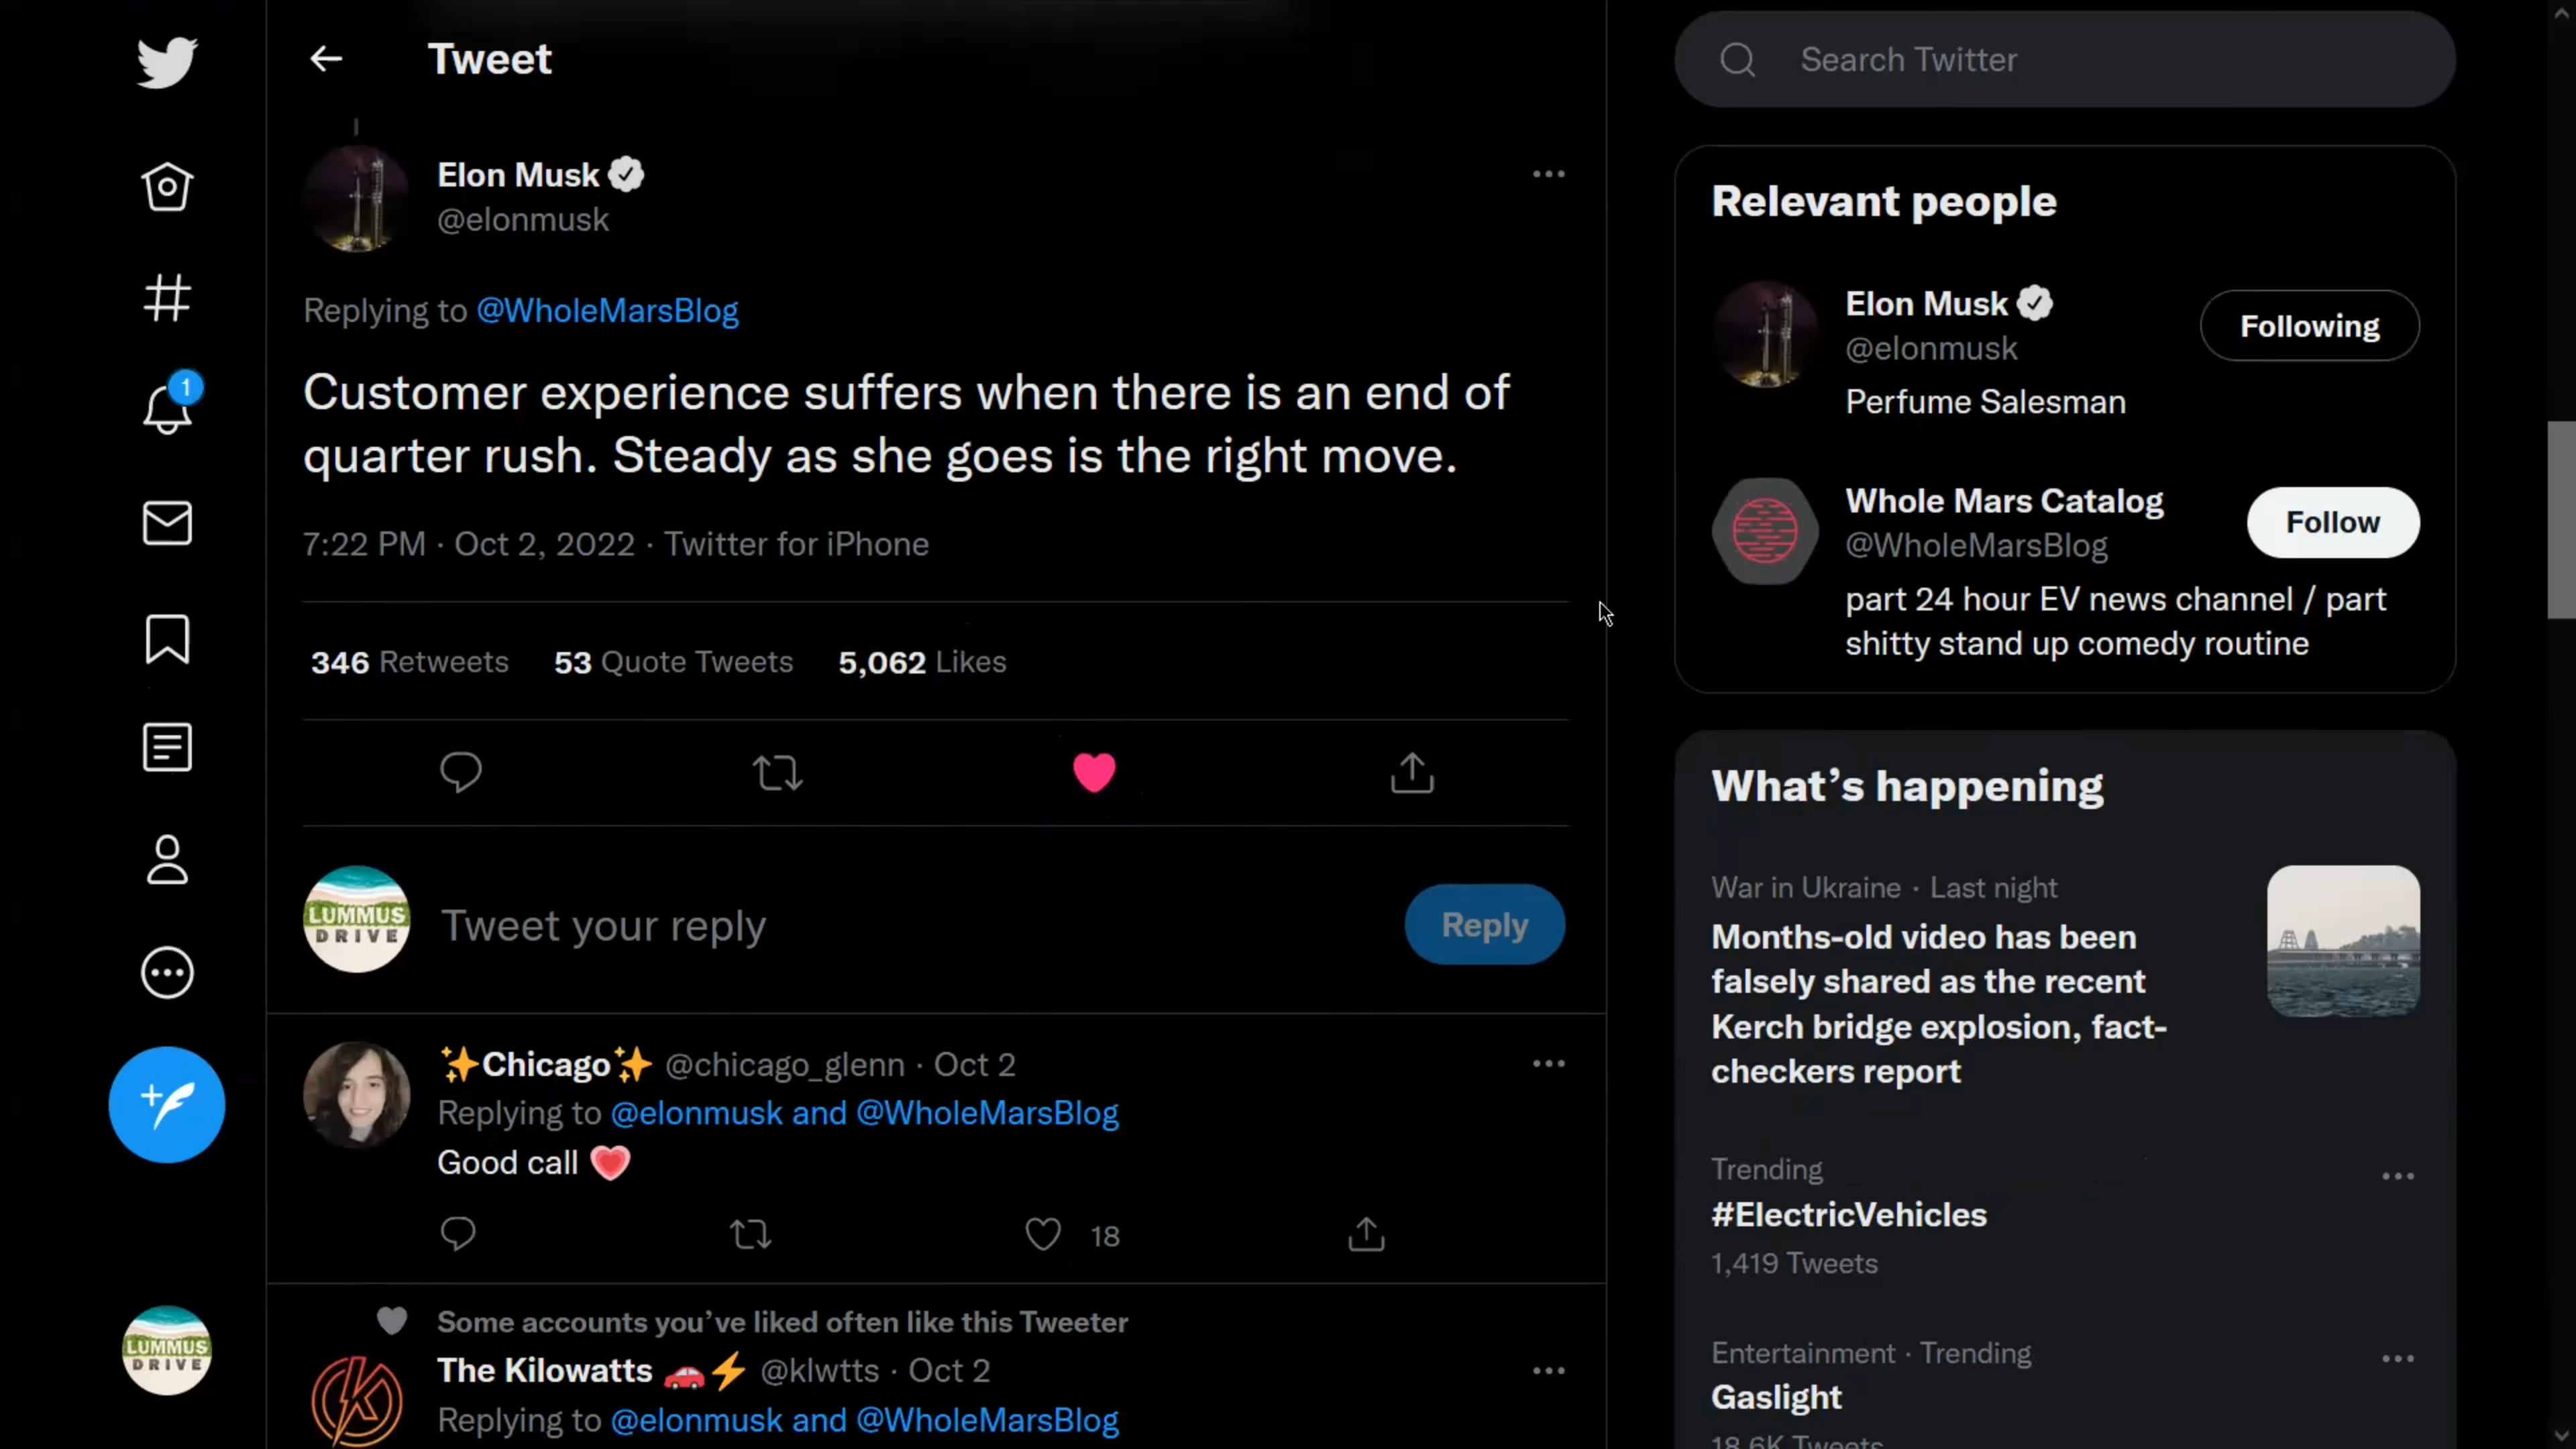 Tweet
Elon Musk
@elonmusk
Replying to @WholeMarsBlog
Customer experience suffers when there is an end of
quarter rush. Steady as she goes is the right move.
7:22 PM · Oct 2, 2022 · Twitter for iPhone
346 Retweets 53 Quote Tweets 5,062 Likes
LUMMUS
DRIVE
Tweet your reply
Reply
✨Chicago✨ @chicago_glenn · Oct 2
Replying to @elonmusk and @WholeMarsBlog
Good call 💗
18
Some accounts you’ve liked often like this Tweeter
The Kilowatts 🚗⚡ @klwtts · Oct 2
Replying to @elonmusk and @WholeMarsBlog
1
LUMMUS
DRIVE
Search Twitter
Relevant people
Elon Musk
@elonmusk
Following
Perfume Salesman
Whole Mars Catalog
@WholeMarsBlog
Follow
part 24 hour EV news channel / part
shitty stand up comedy routine
What’s happening
War in Ukraine · Last night
Months-old video has been
falsely shared as the recent
Kerch bridge explosion, fact-
checkers report
Trending
#ElectricVehicles
1,419 Tweets
Entertainment · Trending
Gaslight
18.6K Tweets